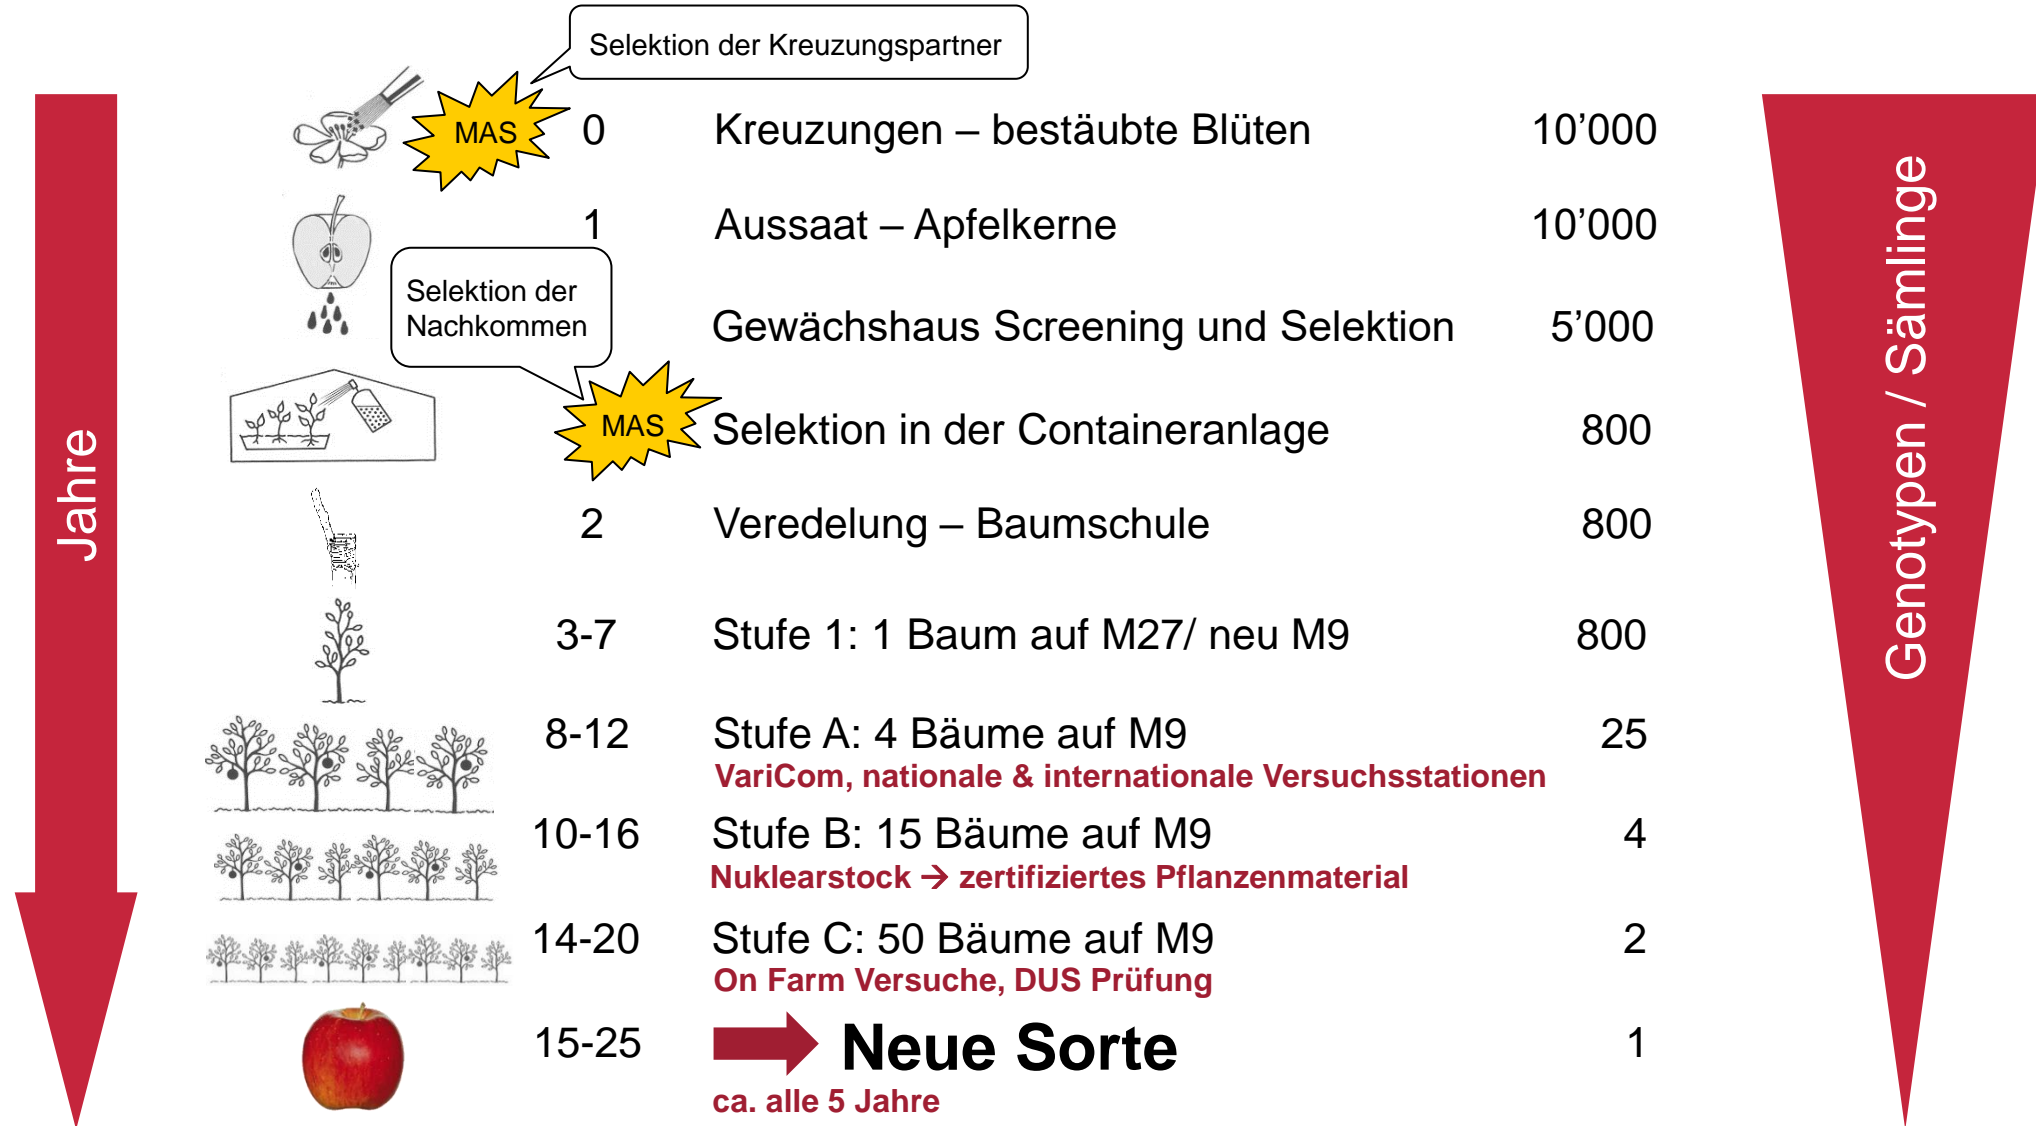 Selektion der Kreuzungspartner
MAS 0 Kreuzungen – bestäubte Blüten 10’000
1 Aussaat – Apfelkerne 10’000
Selektion der
Nachkommen
Gewächshaus Screening und Selektion 5’000
MAS Selektion in der Containeranlage 800
2 Veredelung – Baumschule 800
3-7 Stufe 1: 1 Baum auf M27/ neu M9 800
8-12 Stufe A: 4 Bäume auf M9 25
VariCom, nationale & internationale Versuchsstationen
10-16 Stufe B: 15 Bäume auf M9 4
Nuklearstock → zertifiziertes Pflanzenmaterial
14-20 Stufe C: 50 Bäume auf M9 2
On Farm Versuche, DUS Prüfung
15-25 Neue Sorte 1
ca. alle 5 Jahre
Jahre
Genotypen / Sämlinge